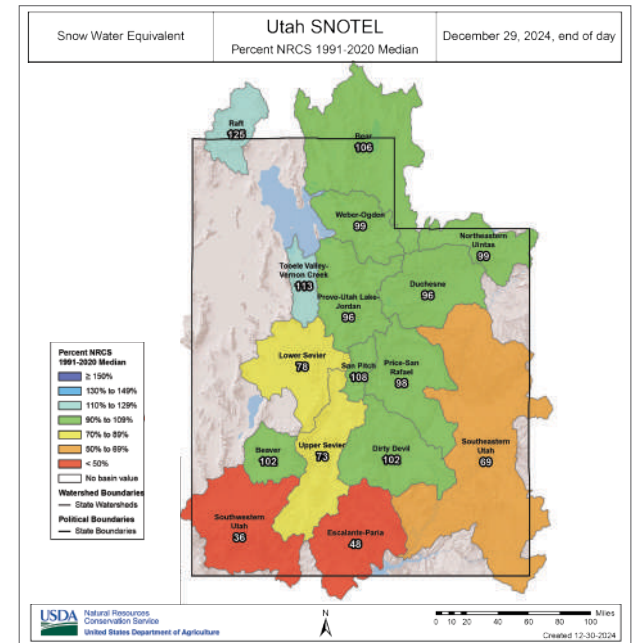 Snow Water Equivalent
Utah SNOTEL
Percent NRCS 1991-2020 Median
December 29, 2024, end of day
Raft
125
Bear
106
Weber-Ogden
99
Northeastern
Uintas
99
Tooele Valley-
Vernon Creek
113
Duchesne
96
Provo-Utah Lake-
Jordan
96
Lower Sevier
78
San Pitch
108
Price-San
Rafael
98
Beaver
102
Upper Sevier
73
Dirty Devil
102
Southeastern
Utah
69
Southwestern
Utah
36
Escalante-Paria
48
Percent NRCS
1991-2020 Median
≥ 150%
130% to 149%
110% to 129%
90% to 109%
70% to 89%
50% to 69%
< 50%
No basin value
Watershed Boundaries
State Watersheds
Political Boundaries
State Boundaries
USDA
Natural Resources
Conservation Service
United States Department of Agriculture
N
Miles
0 10 20 40 60 80 100
Created 12-30-2024